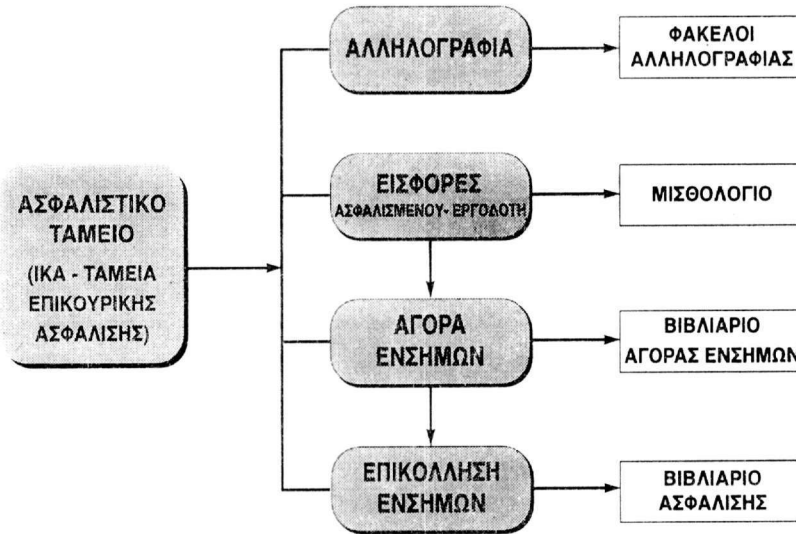 ΑΣΦΑΛΙΣΤΙΚΟ
ΤΑΜΕΙΟ
(ΙΚΑ - ΤΑΜΕΙΑ
ΕΠΙΚΟΥΡΙΚΗΣ
ΑΣΦΑΛΙΣΗΣ)
ΑΛΛΗΛΟΓΡΑΦΙΑ
ΦΑΚΕΛΟΙ
ΑΛΛΗΛΟΓΡΑΦΙΑΣ
ΕΙΣΦΟΡΕΣ
ΑΣΦΑΛΙΣΜΕΝΟΥ - ΕΡΓΟΔΟΤΗ
ΜΙΣΘΟΛΟΓΙΟ
ΑΓΟΡΑ
ΕΝΣΗΜΩΝ
ΒΙΒΛΙΑΡΙΟ
ΑΓΟΡΑΣ ΕΝΣΗΜΩΝ
ΕΠΙΚΟΛΛΗΣΗ
ΕΝΣΗΜΩΝ
ΒΙΒΛΙΑΡΙΟ
ΑΣΦΑΛΙΣΗΣ